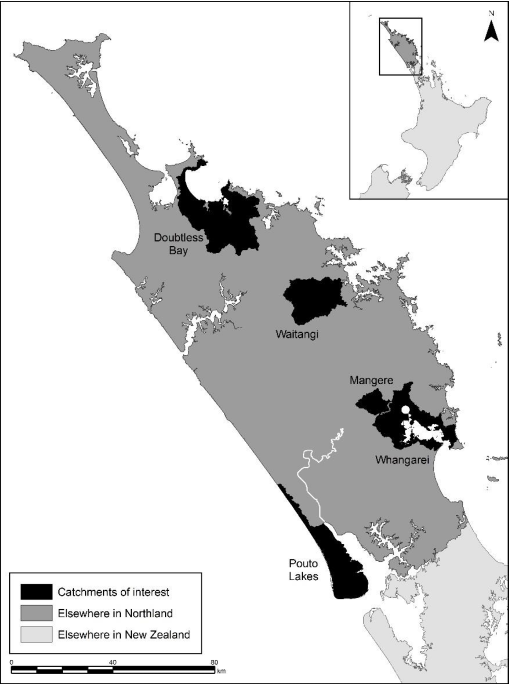 N
Doubtless
Bay
Waitangi
Mangere
Whangarei
Pouto
Lakes
Catchments of interest
Elsewhere in Northland
Elsewhere in New Zealand
0 40 80
km